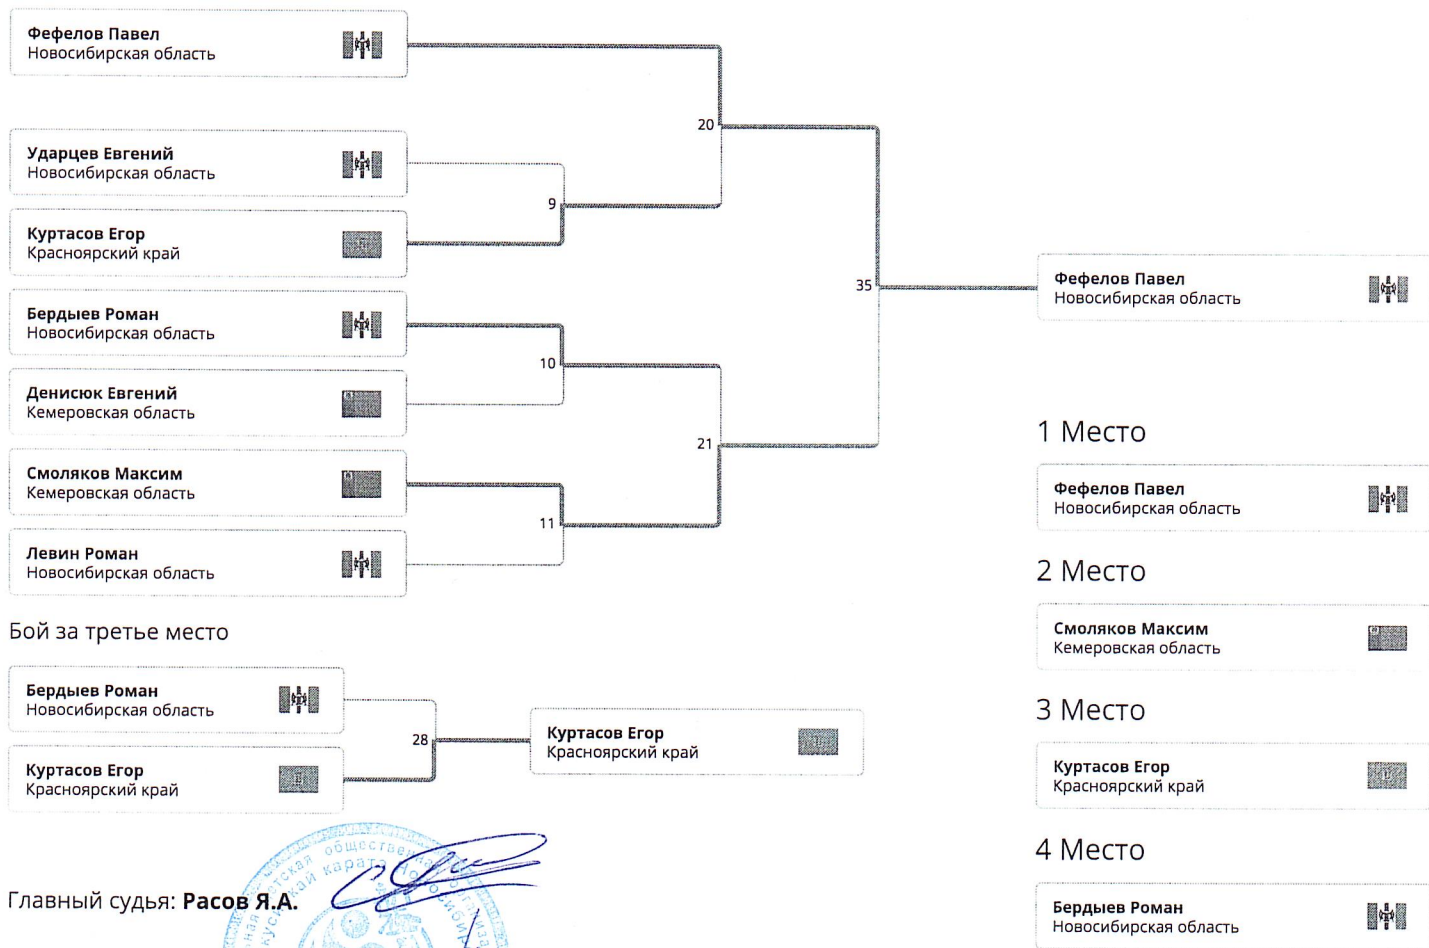 Фефелов Павел
Новосибирская область
Ударцев Евгений
Новосибирская область
Куртасов Егор
Красноярский край
Бердыев Роман
Новосибирская область
Денисюк Евгений
Кемеровская область
Смоляков Максим
Кемеровская область
Левин Роман
Новосибирская область
9
10
11
20
21
35
Фефелов Павел
Новосибирская область
Бой за третье место
Бердыев Роман
Новосибирская область
Куртасов Егор
Красноярский край
28
Куртасов Егор
Красноярский край
1 Место
Фефелов Павел
Новосибирская область
2 Место
Смоляков Максим
Кемеровская область
3 Место
Куртасов Егор
Красноярский край
4 Место
Бердыев Роман
Новосибирская область
Главный судья: Расов Я.А.